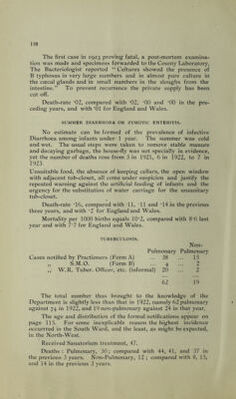 118
The first case in 1923 proving fatal, a post-mortem examina-
tion was made and specimens forwarded to the County Laboratory.
The Bacteriologist reported "Cultures showed the presence of
B typhosus in very large numbers and in almost pure culture in
the cæcal glands and in small numbers in the sloughs from the
intestine." To prevent recurrence the private supply has been
cut off.
Death-rate ·02, compared with ·02, ·00 and ·00 in the pre-
ceding years, and with ·01 for England and Wales.
SUMMER DIARRHŒA OR ZYMOTIC ENTERITIS.
No estimate can be formed of the prevalence of infective
Diarrhœa among infants under 1 year. The summer was cold
and wet. The usual steps were taken to remove stable manure
and decaying garbage, the house-fly was not specially in evidence,
yet the number of deaths rose from 5 in 1921, 6 in 1922, to 7 in
1923.
Unsuitable food, the absence of keeping cellars, the open window
with adjacent tub-closet, all come under suspicion and justify the
repeated warning against the artificial feeding of infants and the
urgency for the substitution of water carriage for the unsanitary
tub-closet.
Death-rate ·16, compared with ·11, ·11 and ·14 in the previous
three years, and with ·2 for England and Wales.
Mortality per 1000 births equals 10·2, compared with 8·6 last
year and with 7·7 for England and Wales.
TUBERCULOSIS.
Non-
Pulmonary Pulmonary
Cases notified by Practitioners (Form A) ... 38 ... 15
„ S.M.O. (Form B) ... 4 ... 2
„ W.R. Tuber. Officer, etc. (informal) 20 ... 2
62 19
The total number thus brought to the knowledge of the
Department is slightly less than that in 1922, namely 62 pulmonary
against 74 in 1922, and 19 non-pulmonary against 24 in that year.
The age and distribution of the formal notifications appear on
page 115. For some inexplicable reason the highest incidence
occurred in the South Ward, and the least, as might be expected,
in the North-West.
Received Sanatorium treatment, 47.
Deaths : Pulmonary, 36 ; compared with 44, 41, and 37 in
the previous 3 years. Non-Pulmonary, 12 ; compared with 8, 13,
and 14 in the previous 3 years.